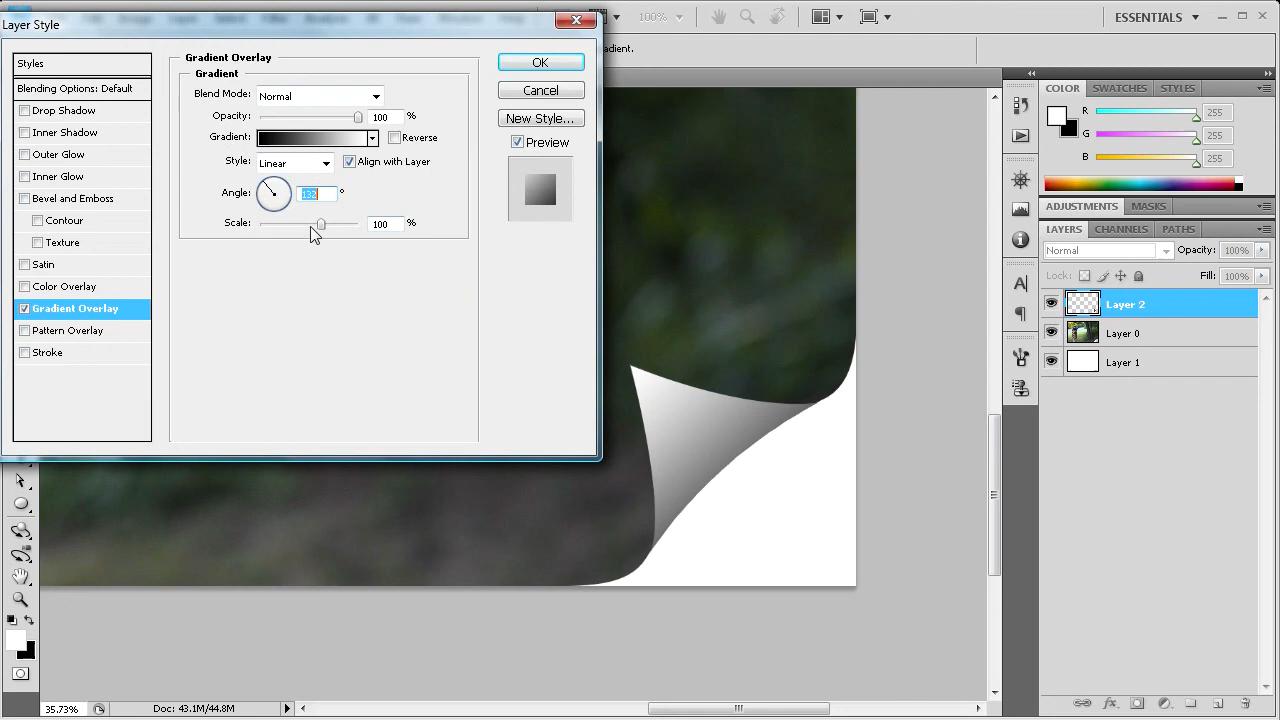 Layer Style
100%
ESSENTIALS
Styles
Blending Options: Default
Drop Shadow
Inner Shadow
Outer Glow
Inner Glow
Bevel and Emboss
Contour
Texture
Satin
Color Overlay
Gradient Overlay
Pattern Overlay
Stroke
Gradient Overlay
Gradient
Blend Mode: Normal
Opacity: 100 %
Gradient: Reverse
Style: Linear Align with Layer
Angle: 132 °
Scale: 100 %
OK
Cancel
New Style...
Preview
adient.
COLOR SWATCHES STYLES
R 255
G 255
B 255
ADJUSTMENTS MASKS
LAYERS CHANNELS PATHS
Normal Opacity: 100%
Lock: Fill: 100%
Layer 2
Layer 0
Layer 1
35.73% Doc: 43.1M/44.8M